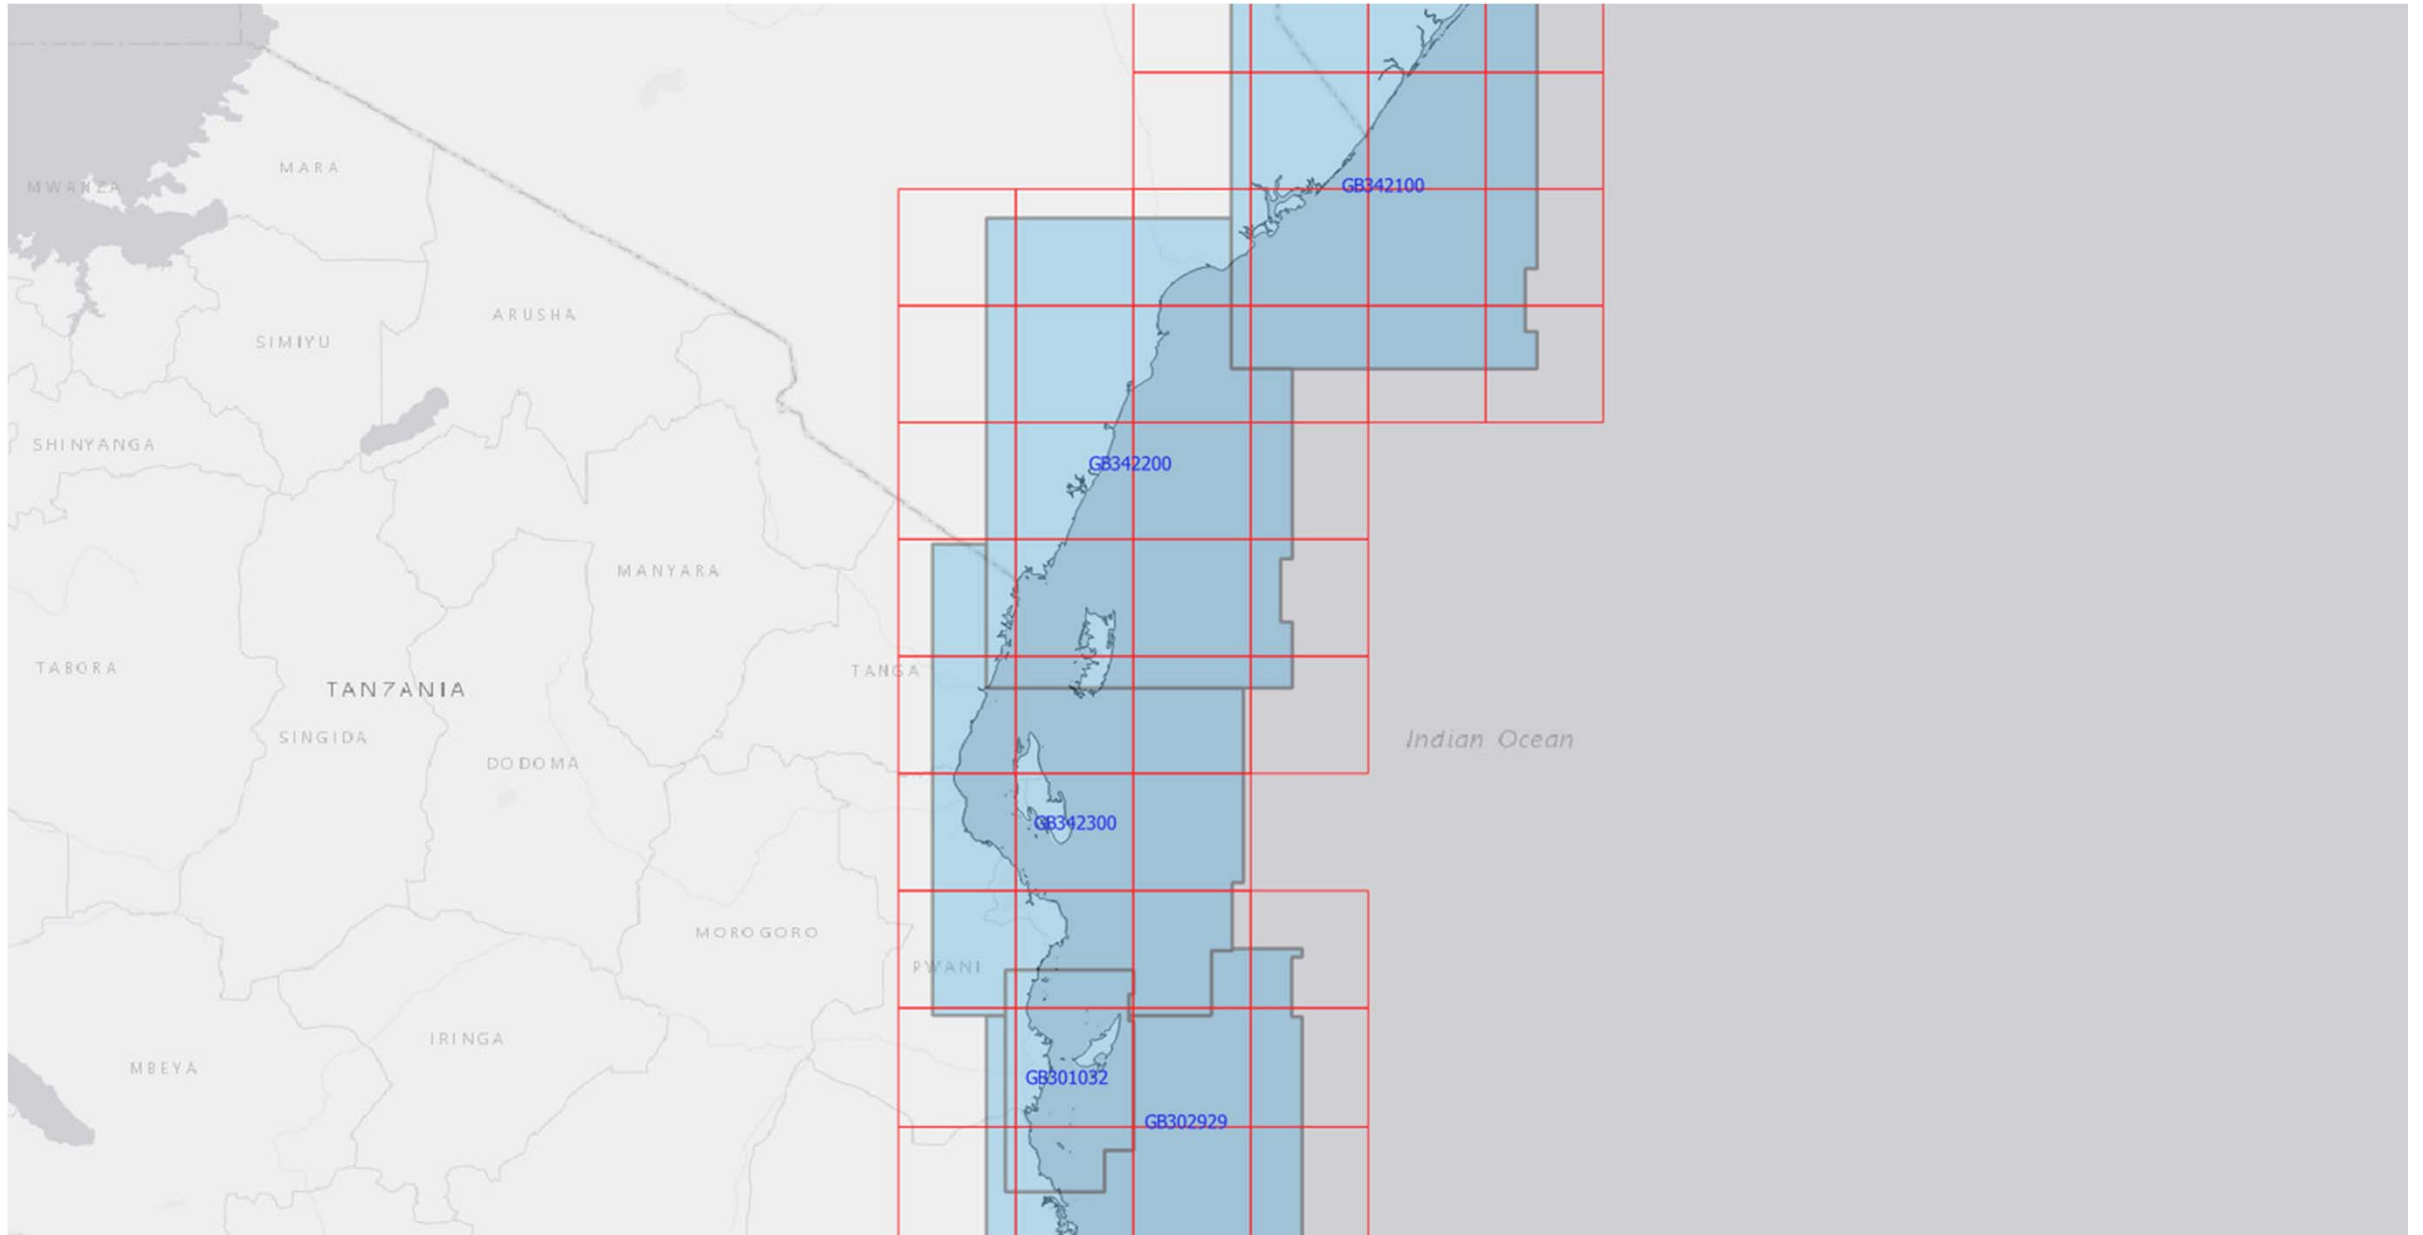 MARA
GB342100
MWANZA
ARUSHA
SIMIYU
SHINYANGA
GB342200
MANYARA
TABORA
TANGA
TANZANIA
SINGIDA
Indian Ocean
DODOMA
GB342300
MOROGORO
PWANI
IRINGA
MBEYA
GB301032
GB302929